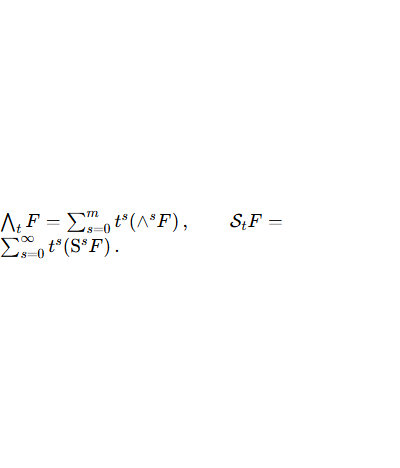 ⋀_t F = ∑_{s=0}^{m} t^s(∧^s F) , 𝒮_t F =
∑_{s=0}^{∞} t^s(S^s F) .